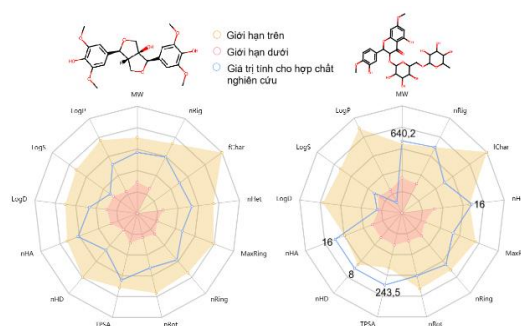 Giới hạn trên
Giới hạn dưới
Giá trị tính cho hợp chất
nghiên cứu
MW
nRig
fChar
nHet
MaxRing
nRing
nRot
TPSA
nHD
nHA
LogD
LogS
LogP
MW
nRig
fChar
nRing
nRot
TPSA
nHD
nHA
LogD
LogS
LogP
640,2
16
243,5
8
16